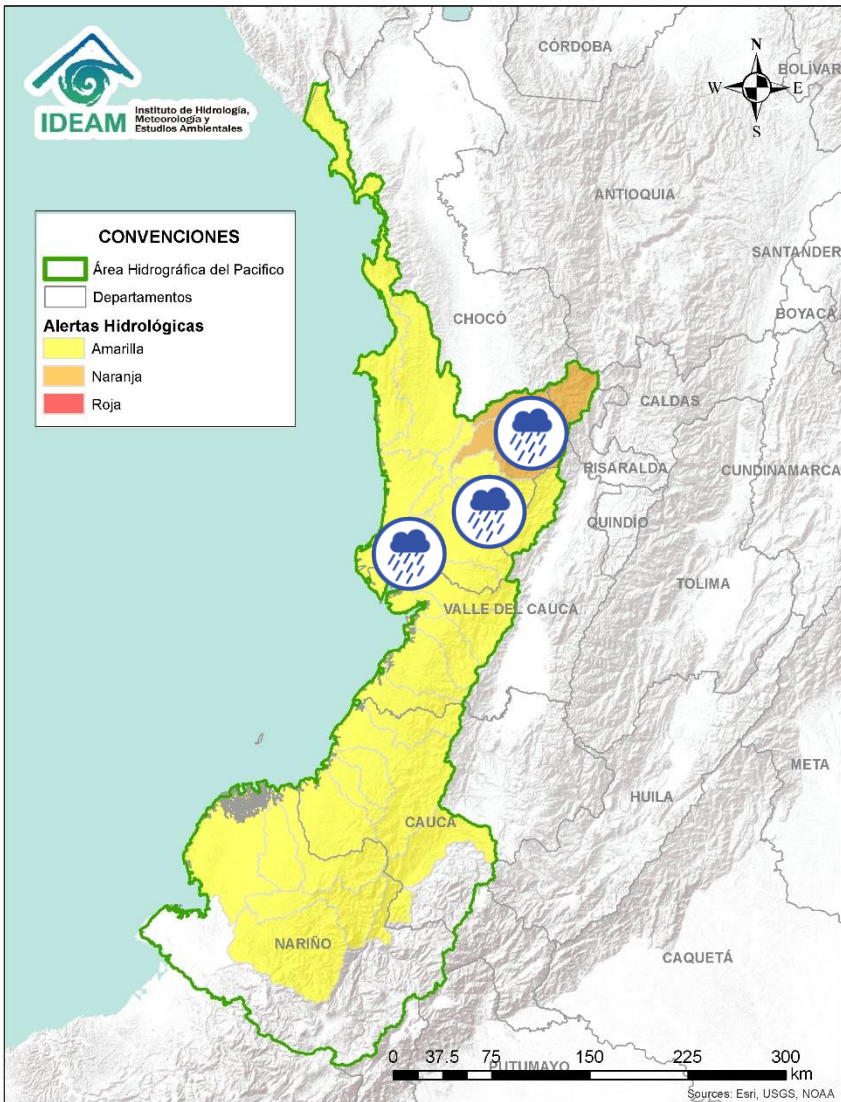 CÓRDOBA
BOLÍVAR
N
W
E
S
IDEAM
Instituto de Hidrología,
Meteorología y
Estudios Ambientales
ANTIOQUIA
SANTANDER
CONVENCIONES
Área Hidrográfica del Pacifico
Departamentos
Alertas Hidrológicas
Amarilla
Naranja
Roja
BOYACÁ
CHOCÓ
CALDAS
RISARALDA
CUNDINAMARCA
QUINDÍO
TOLIMA
VALLE DEL CAUCA
META
HUILA
CAUCA
NARIÑO
CAQUETÁ
PUTUMAYO
0 37.5 75 150 225 300
km
Sources: Esri, USGS, NOAA